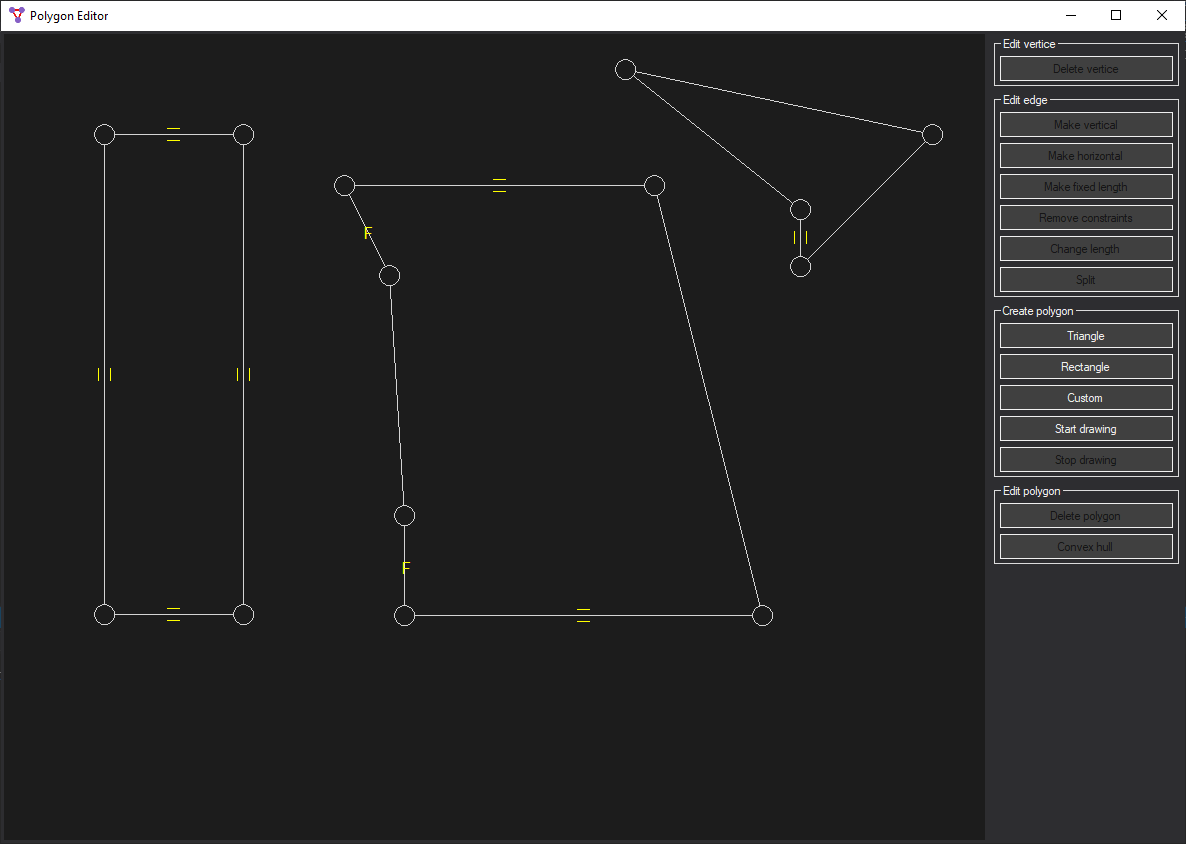 Polygon Editor
F
F
Edit vertice
Delete vertice
Edit edge
Make vertical
Make horizontal
Make fixed length
Remove constraints
Change length
Split
Create polygon
Triangle
Rectangle
Custom
Start drawing
Stop drawing
Edit polygon
Delete polygon
Convex hull